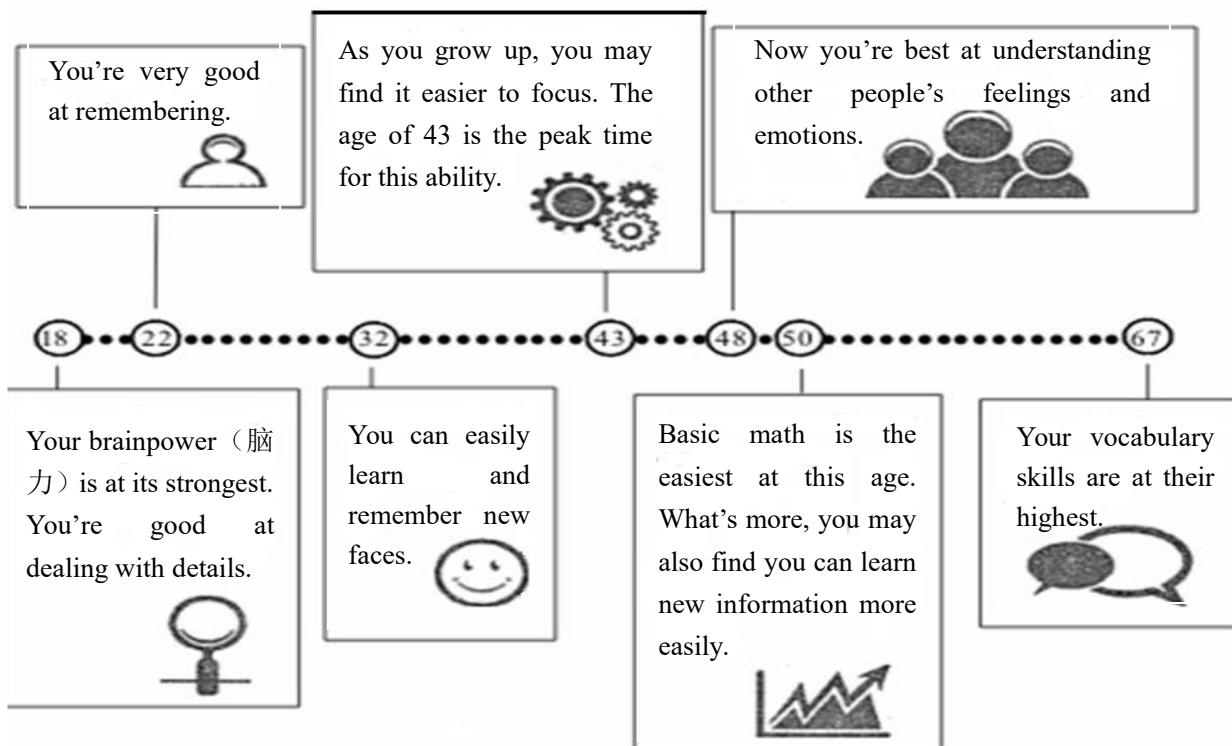 You’re very good
at remembering.
As you grow up, you may
find it easier to focus. The
age of 43 is the peak time
for this ability.
Now you’re best at understanding
other people’s feelings and
emotions.
18
22
32
43
48
50
67
Your brainpower（脑
力）is at its strongest.
You’re good at
dealing with details.
You can easily
learn and
remember new
faces.
Basic math is the
easiest at this age.
What’s more, you may
also find you can learn
new information more
easily.
Your vocabulary
skills are at their
highest.